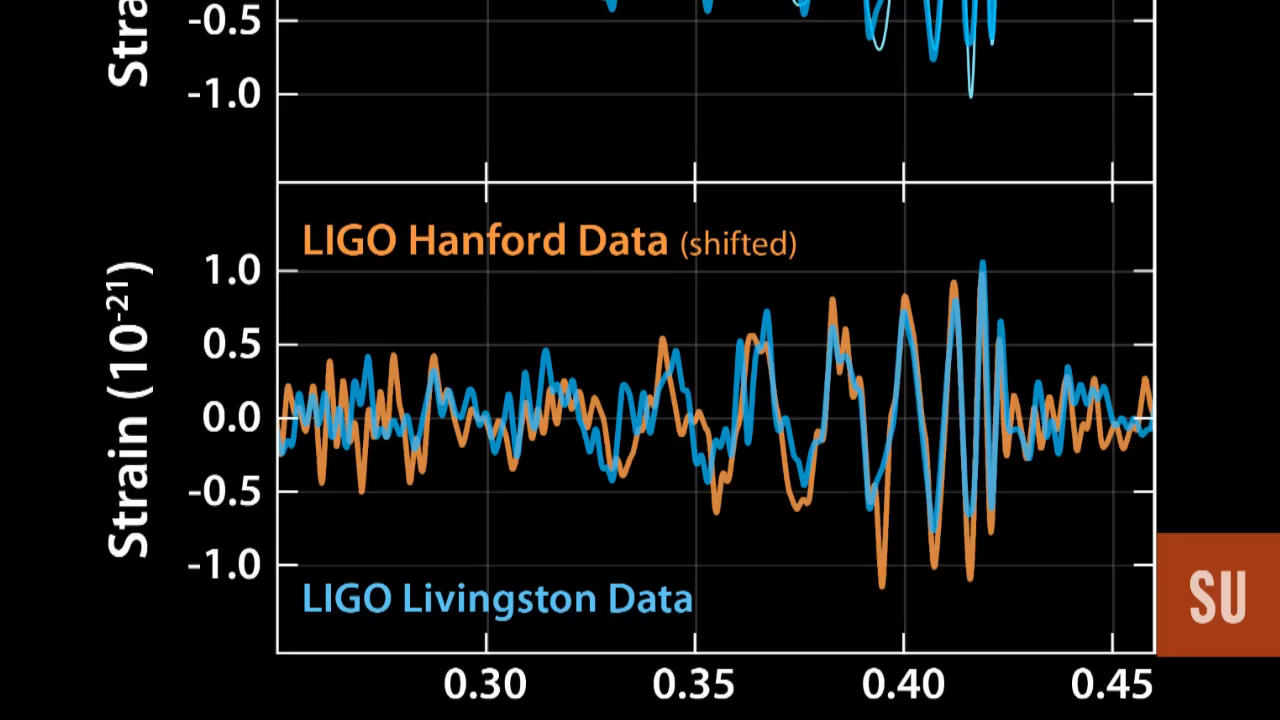 -0.5
Stra
-1.0
LIGO Hanford Data (shifted)
1.0
0.5
0.0
-0.5
-1.0
Strain (10-21)
LIGO Livingston Data
SU
0.30 0.35 0.40 0.45